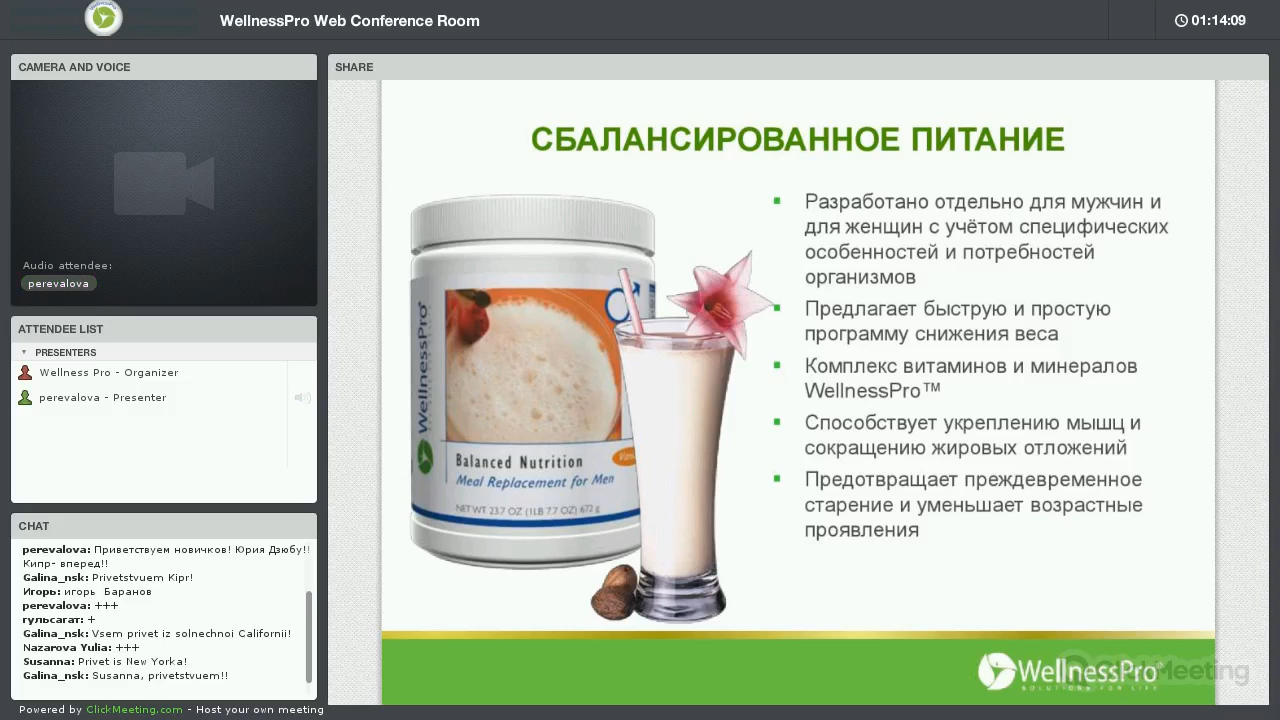 WellnessPro Web Conference Room
01:14:09
CAMERA AND VOICE
Audio attendee:
perevalova
ATTENDEE LIST
PRESENTERS
Wellness Pro - Organizer
perevalova - Presenter
CHAT
perevalova: Приветствуем новичков! Юрия Дзюбу!!
Кипр- вперед!!
Galina_nsk: Privetstvuem Kipr!
Игорь: игорь Баранов
perevalova: +++
гульсагат: +
Galina_nsk: Vsem privet iz solnechnoi Californii!
Nazarova Yulia: +++
Susanna: Privet is New Yorka!
Galina_nsk: Susanna, privetstvuem!!
Powered by ClickMeeting.com - Host your own meeting
SHARE
СБАЛАНСИРОВАННОЕ ПИТАНИЕ
Разработано отдельно для мужчин и
для женщин с учётом специфических
особенностей и потребностей
организмов
Предлагает быструю и простую
программу снижения веса
Комплекс витаминов и минералов
WellnessPro™
Способствует укреплению мышц и
сокращению жировых отложений
Предотвращает преждевременное
старение и уменьшает возрастные
проявления
WellnessPro
Balanced Nutrition
Meal Replacement for Men
NET WT 23.7 OZ (1LB 7.7 OZ) 672 g
WellnessPro
SOLUTIONS FOR LIFE
Meeting